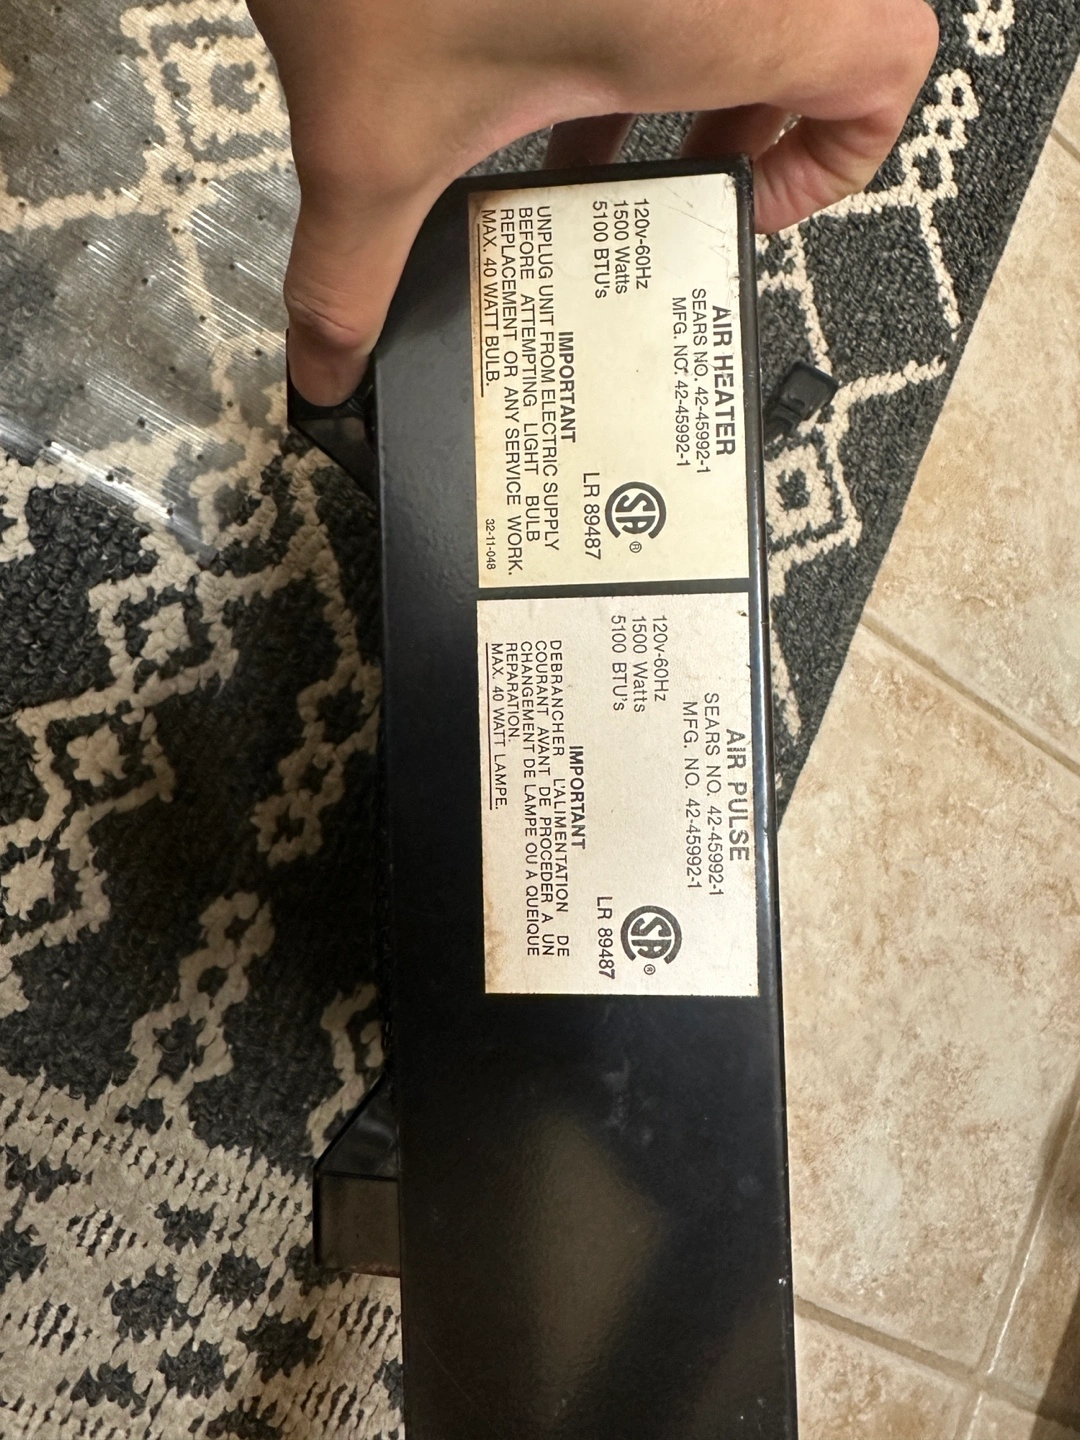 AIR HEATER
SEARS NO. 42-45992-1
MFG. NO. 42-45992-1
120v-60Hz
1500 Watts
5100 BTU's
SA ®
LR 89487
IMPORTANT
UNPLUG UNIT FROM ELECTRIC SUPPLY
BEFORE ATTEMPTING LIGHT BULB
REPLACEMENT OR ANY SERVICE WORK.
MAX. 40 WATT BULB.
32-11-048
AIR PULSE
SEARS NO. 42-45992-1
MFG. NO. 42-45992-1
120v-60Hz
1500 Watts
5100 BTU's
SA ®
LR 89487
IMPORTANT
DEBRANCHER L'ALIMENTATION DE
COURANT AVANT DE PROCEDER A UN
CHANGEMENT DE LAMPE OU A QUEIQUE
REPARATION.
MAX. 40 WATT LAMPE.